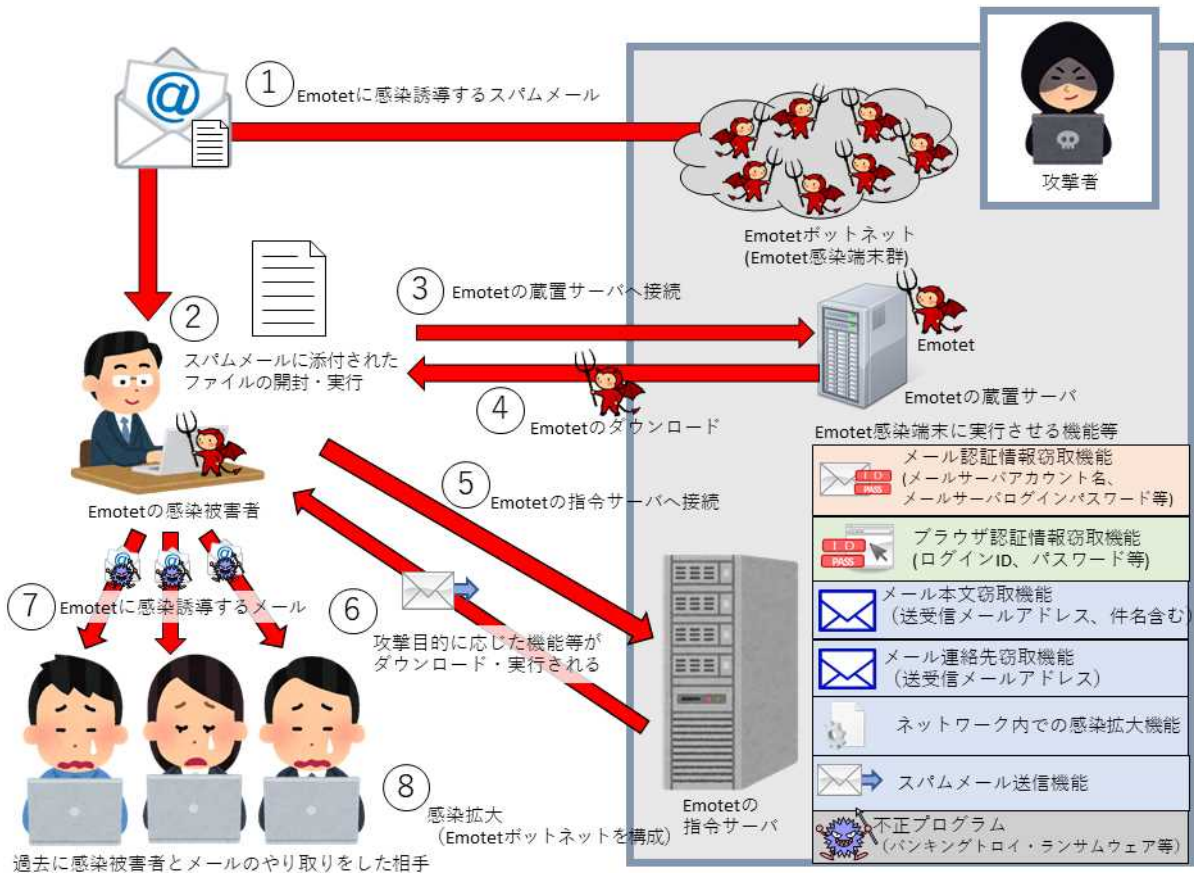 ①
Emotetに感染誘導するスパムメール
攻撃者
Emotetボットネット
(Emotet感染端末群)
②
スパムメールに添付された
ファイルの開封・実行
③
Emotetの蔵置サーバへ接続
Emotet
④
Emotetのダウンロード
Emotetの蔵置サーバ
Emotetの感染被害者
⑤
Emotetの指令サーバへ接続
⑥
攻撃目的に応じた機能等が
ダウンロード・実行される
⑦
Emotetに感染誘導するメール
⑧
感染拡大
（Emotetボットネットを構成）
過去に感染被害者とメールのやり取りをした相手
Emotetの
指令サーバ
Emotet感染端末に実行させる機能等
ID
PASS
メール認証情報窃取機能
(メールサーバアカウント名、
メールサーバログインパスワード等)
ID
PASS
ブラウザ認証情報窃取機能
(ログインID、パスワード等)
メール本文窃取機能
（送受信メールアドレス、件名含む）
メール連絡先窃取機能
（送受信メールアドレス）
ネットワーク内での感染拡大機能
スパムメール送信機能
不正プログラム
（バンキングトロイ・ランサムウェア等）